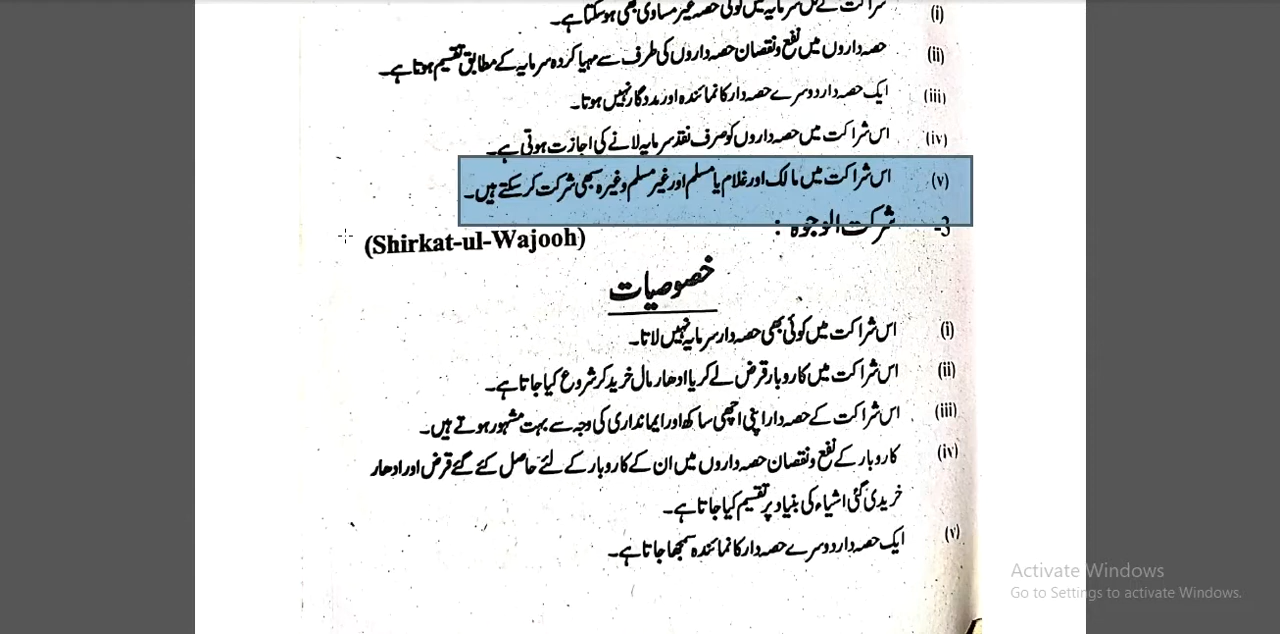 (i) شراکت کے کل سرمایہ میں کوئی حصہ غیر مساوی بھی ہو سکتا ہے۔
(ii) حصہ داروں میں نفع و نقصان حصہ داروں کی طرف سے مہیا کردہ سرمایہ کے مطابق تقسیم ہوتا ہے۔
(iii) ایک حصہ دار دوسرے حصہ دار کا نمائندہ اور مددگار نہیں ہوتا۔
(iv) اس شراکت میں حصہ داروں کو صرف نقد سرمایہ لانے کی اجازت ہوتی ہے۔
(v) اس شراکت میں مالک اور غلام یا مسلم اور غیر مسلم وغیرہ سبھی شرکت کر سکتے ہیں۔
3- شرکت الوجوہ :
(Shirkat-ul-Wajooh)
خصوصیات
(i) اس شراکت میں کوئی بھی حصہ دار سرمایہ نہیں لاتا۔
(ii) اس شراکت میں کاروبار قرض لے کر یا ادھار مال خرید کر شروع کیا جاتا ہے۔
(iii) اس شراکت کے حصہ دار اپنی اچھی ساکھ اور ایمانداری کی وجہ سے بہت مشہور ہوتے ہیں۔
(iv) کاروبار کے نفع و نقصان حصہ داروں میں ان کے کاروبار کے لئے حاصل کئے گئے قرض اور ادھار
خریدی گئی اشیاء کی بنیاد پر تقسیم کیا جاتا ہے۔
(v) ایک حصہ دار دوسرے حصہ دار کا نمائندہ سمجھا جاتا ہے۔
Activate Windows
Go to Settings to activate Windows.